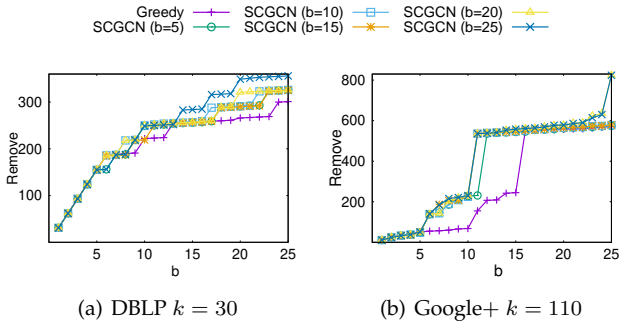 Greedy SCGCN (b=10) SCGCN (b=20)
SCGCN (b=5) SCGCN (b=15) SCGCN (b=25)
Remove
300
200
100
5 10 15 20 25
b
Remove
800
600
400
200
5 10 15 20 25
b
(a) DBLP k = 30
(b) Google+ k = 110